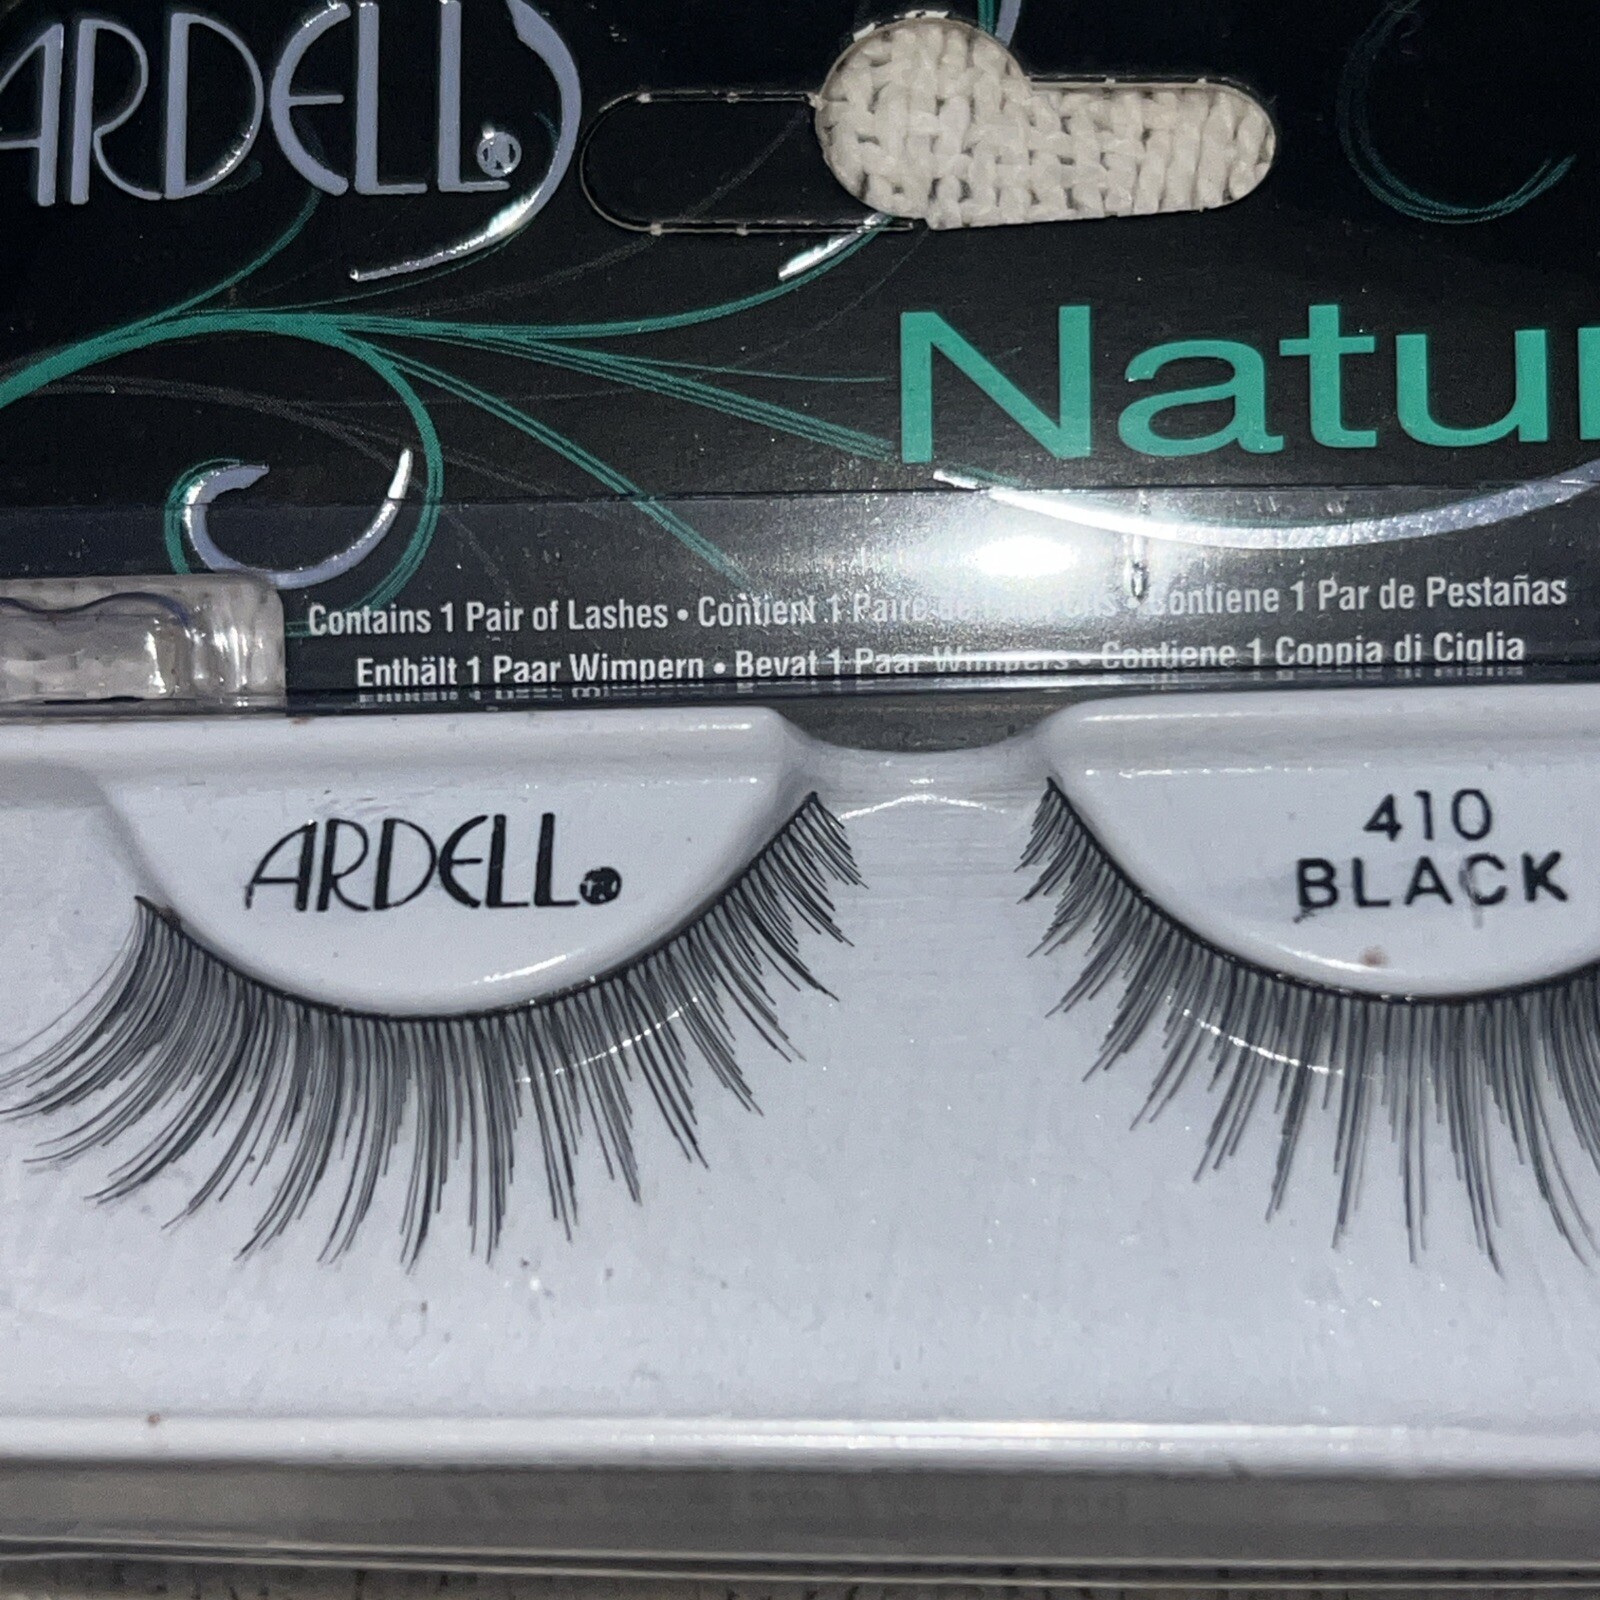 ARDELL
Natur
Contains 1 Pair of Lashes • Contient 1 Paire • Contiene 1 Par de Pestañas
Enthält 1 Paar Wimpern • Bevat 1 Paar Wimpers • Contiene 1 Coppia di Ciglia
ARDELL
410
BLACK